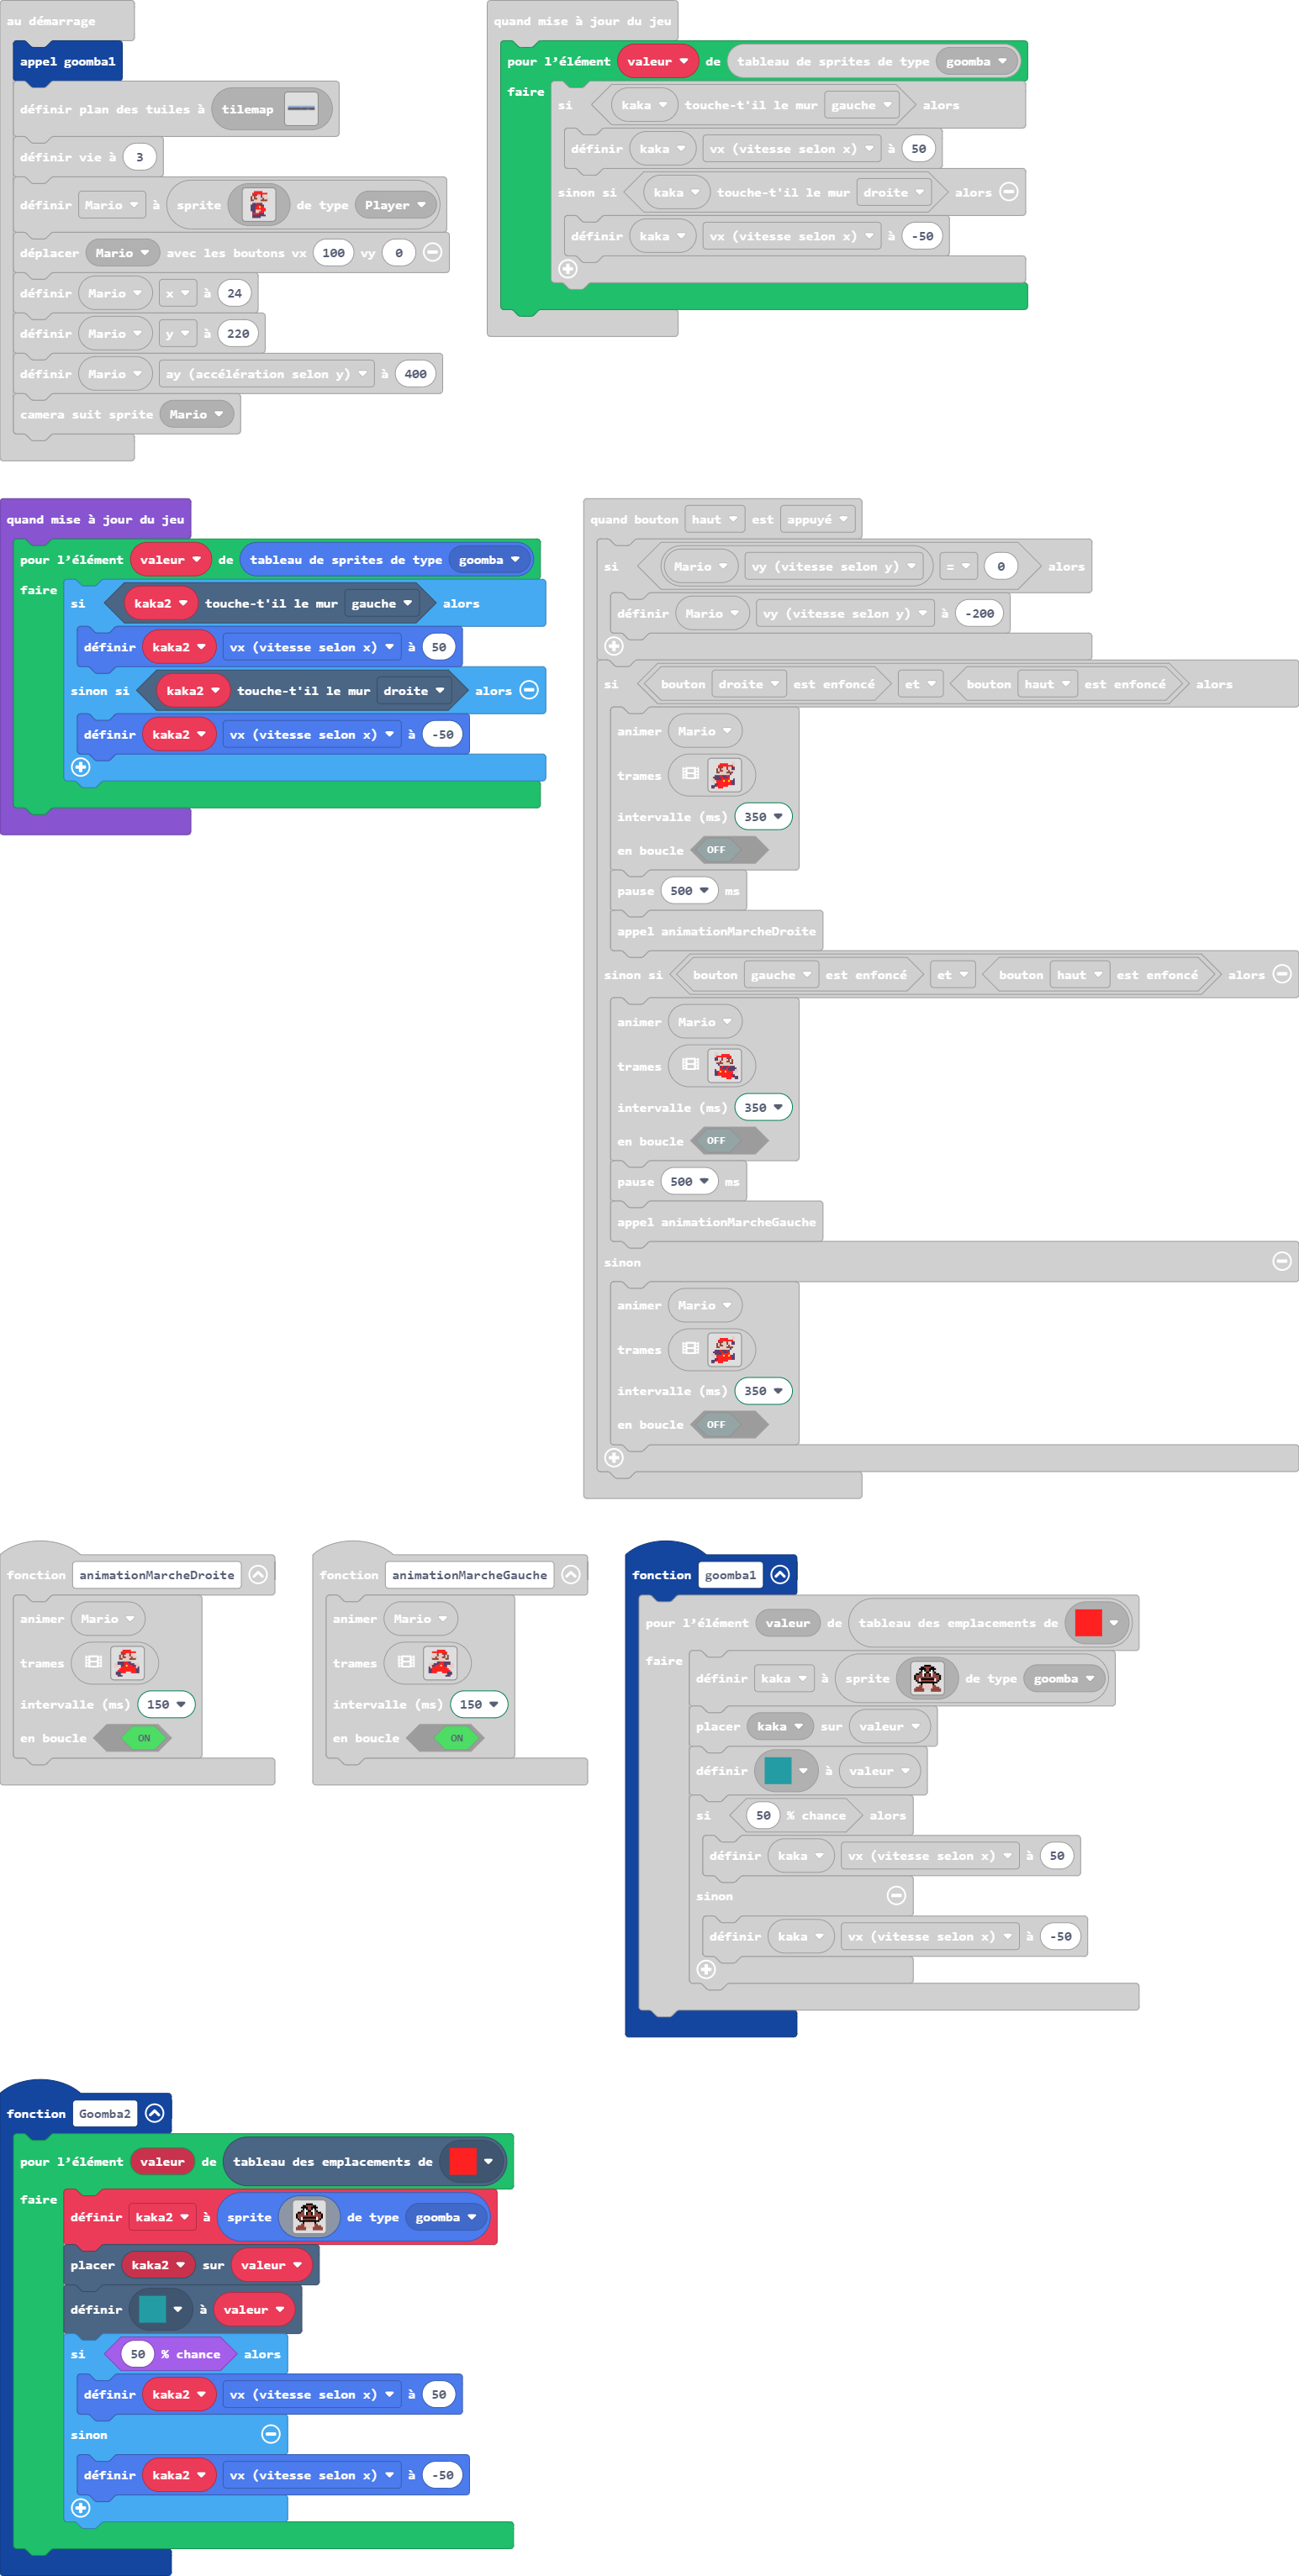 au démarrage
appel goomba1
définir plan des tuiles à tilemap
définir vie à 3
définir Mario à sprite de type Player
déplacer Mario avec les boutons vx 100 vy 0
définir Mario x à 24
définir Mario y à 220
définir Mario ay (accélération selon y) à 400
camera suit sprite Mario
quand mise à jour du jeu
pour l’élément valeur de tableau de sprites de type goomba
faire
si kaka touche-t'il le mur gauche alors
définir kaka vx (vitesse selon x) à 50
sinon si kaka touche-t'il le mur droite alors
définir kaka vx (vitesse selon x) à -50
quand mise à jour du jeu
pour l’élément valeur de tableau de sprites de type goomba
faire
si kaka2 touche-t'il le mur gauche alors
définir kaka2 vx (vitesse selon x) à 50
sinon si kaka2 touche-t'il le mur droite alors
définir kaka2 vx (vitesse selon x) à -50
quand bouton haut est appuyé
si Mario vy (vitesse selon y) = 0 alors
définir Mario vy (vitesse selon y) à -200
si bouton droite est enfoncé et bouton haut est enfoncé alors
animer Mario
trames
intervalle (ms) 350
en boucle OFF
pause 500 ms
appel animationMarcheDroite
sinon si bouton gauche est enfoncé et bouton haut est enfoncé alors
animer Mario
trames
intervalle (ms) 350
en boucle OFF
pause 500 ms
appel animationMarcheGauche
sinon
animer Mario
trames
intervalle (ms) 350
en boucle OFF
fonction animationMarcheDroite
animer Mario
trames
intervalle (ms) 150
en boucle ON
fonction animationMarcheGauche
animer Mario
trames
intervalle (ms) 150
en boucle ON
fonction goomba1
pour l’élément valeur de tableau des emplacements de
faire
définir kaka à sprite de type goomba
placer kaka sur valeur
définir à valeur
si 50 % chance alors
définir kaka vx (vitesse selon x) à 50
sinon
définir kaka vx (vitesse selon x) à -50
fonction Goomba2
pour l’élément valeur de tableau des emplacements de
faire
définir kaka2 à sprite de type goomba
placer kaka2 sur valeur
définir à valeur
si 50 % chance alors
définir kaka2 vx (vitesse selon x) à 50
sinon
définir kaka2 vx (vitesse selon x) à -50